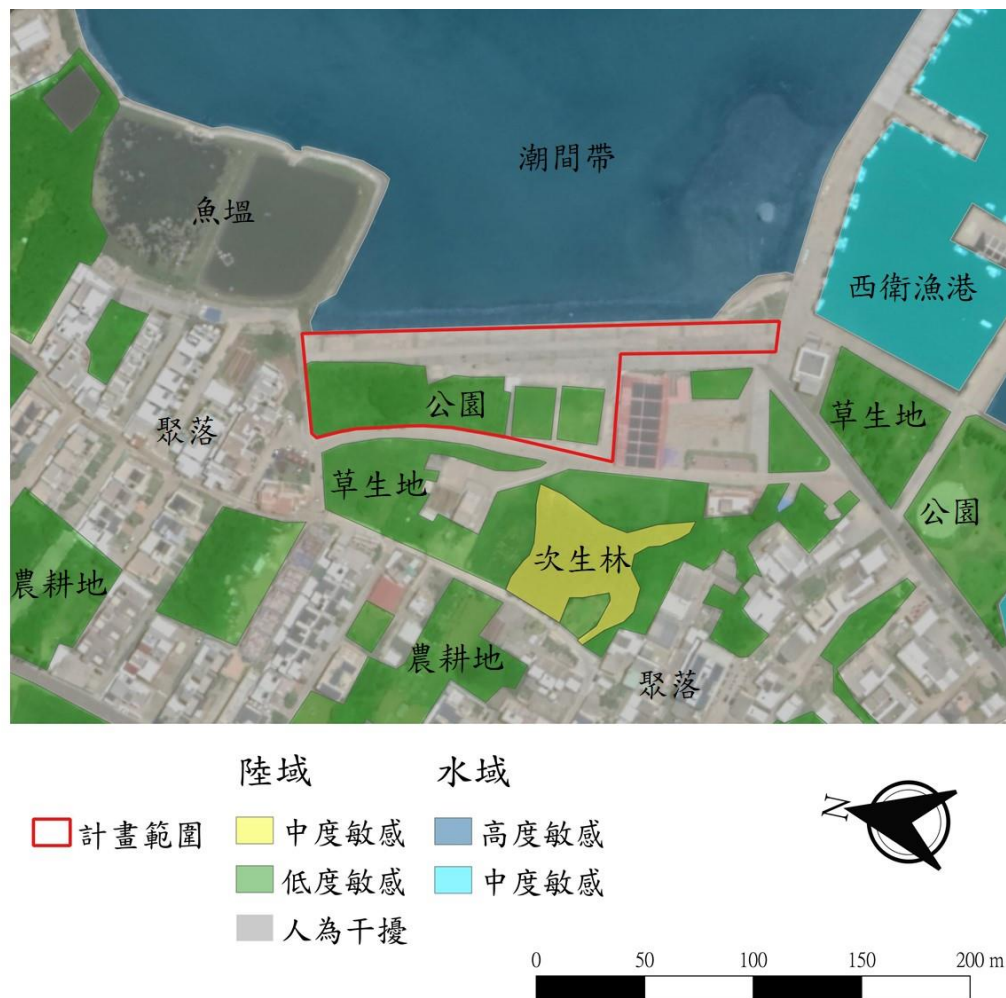 潮間帶
魚塭
西衛漁港
公園
草生地
聚落
草生地
公園
次生林
農耕地
農耕地
聚落
陸域
水域
計畫範圍
中度敏感
高度敏感
低度敏感
中度敏感
人為干擾
N
0 50 100 150 200 m